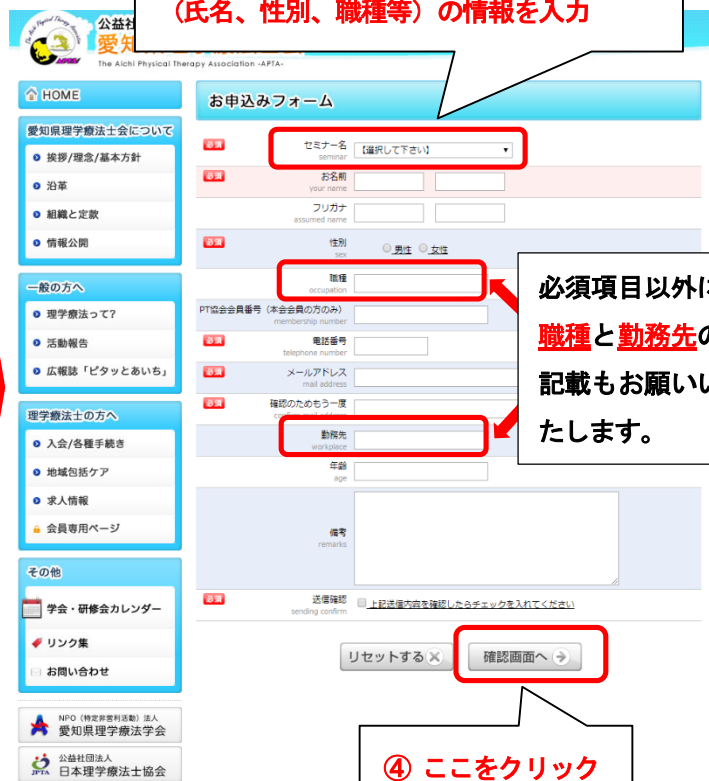 （氏名、性別、職種等）の情報を入力
公益社
愛知
The Aichi Physical Therapy Association -APTA-
HOME
愛知県理学療法士会について
挨拶/理念/基本方針
沿革
組織と定款
情報公開
一般の方へ
理学療法って?
活動報告
広報誌「ピタッとあいち」
理学療法士の方へ
入会/各種手続き
地域包括ケア
求人情報
会員専用ページ
その他
学会・研修会カレンダー
リンク集
お問い合わせ
NPO（特定非営利活動）法人
愛知県理学療法学会
公益社団法人
日本理学療法士協会
お申込みフォーム
必須 セミナー名 【選択して下さい】
seminar
必須 お名前
your name
フリガナ
assumed name
必須 性別 男性 女性
sex
職種
occupation
PT協会会員番号（本会会員の方のみ）
membership number
必須 電話番号
telephone number
必須 メールアドレス
mail address
必須 確認のためもう一度
confirm mail address
勤務先
workplace
年齢
age
備考
remarks
必須 送信確認 上記送信内容を確認したらチェックを入れてください
sending confirm
リセットする 確認画面へ
必須項目以外に
職種と勤務先の
記載もお願いい
たします。
④ ここをクリック